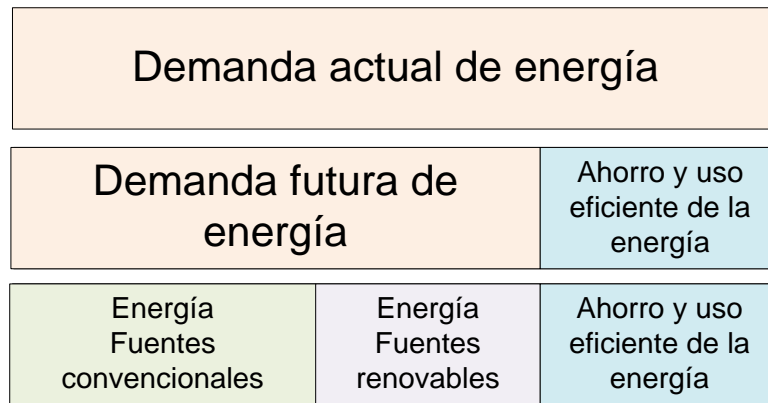 Demanda actual de energía
Demanda futura de
energía
Ahorro y uso
eficiente de la
energía
Energía
Fuentes
convencionales
Energía
Fuentes
renovables
Ahorro y uso
eficiente de la
energía